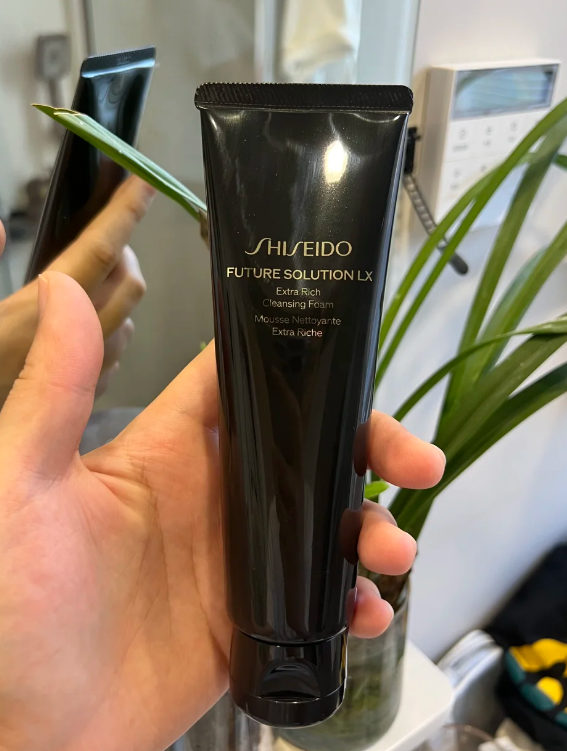 SHISEIDO
FUTURE SOLUTION LX
Extra Rich
Cleansing Foam
Mousse Nettoyante
Extra Riche